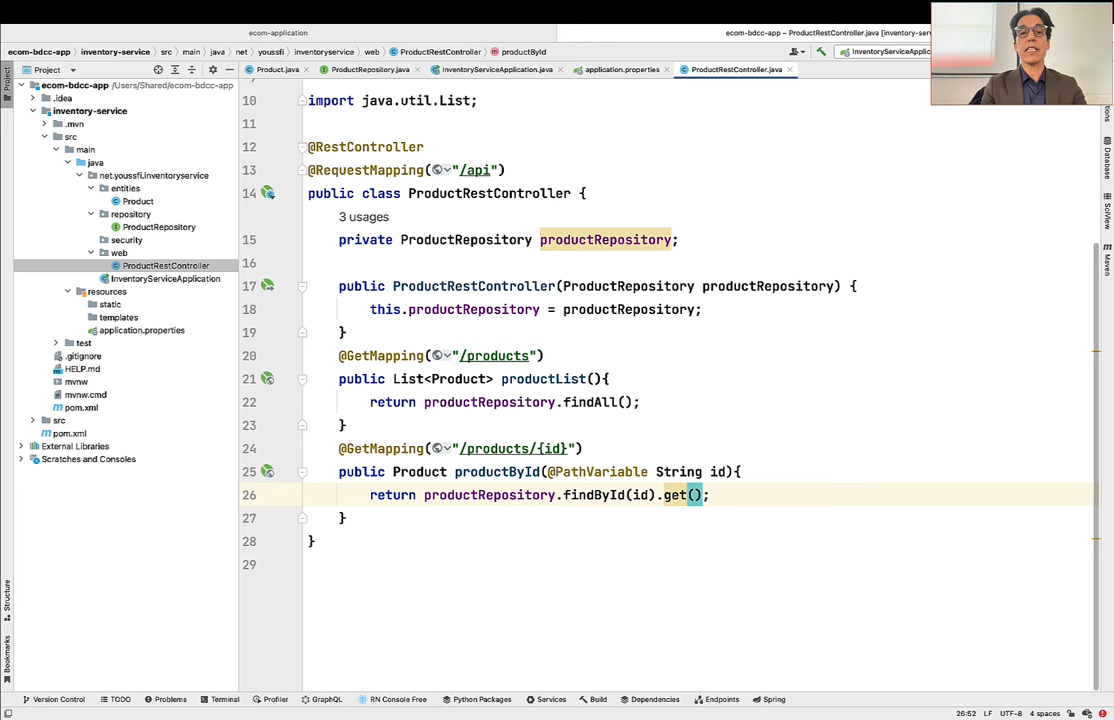 ecom-application
ecom-bdcc-app – ProductRestController.java [inventory-serv
ecom-bdcc-app
inventory-service
src
main
java
net
youssfi
inventoryservice
web
ProductRestController
productById
InventoryServiceApplic
Project
Project
Product.java
ProductRepository.java
InventoryServiceApplication.java
application.properties
ProductRestController.java
ecom-bdcc-app /Users/Shared/ecom-bdcc-app
.idea
inventory-service
.mvn
src
main
java
net.youssfi.inventoryservice
entities
Product
repository
ProductRepository
security
web
ProductRestController
InventoryServiceApplication
resources
static
templates
application.properties
test
.gitignore
HELP.md
mvnw
mvnw.cmd
pom.xml
src
pom.xml
External Libraries
Scratches and Consoles
10 import java.util.List;
11
12 @RestController
13 @RequestMapping("/api")
14 public class ProductRestController {
3 usages
15 private ProductRepository productRepository;
16
17 public ProductRestController(ProductRepository productRepository) {
18 this.productRepository = productRepository;
19 }
20 @GetMapping("/products")
21 public List<Product> productList(){
22 return productRepository.findAll();
23 }
24 @GetMapping("/products/{id}")
25 public Product productById(@PathVariable String id){
26 return productRepository.findById(id).get();
27 }
28 }
29
Database
SciView
Maven
Structure
Bookmarks
Version Control
TODO
Problems
Terminal
Profiler
GraphQL
RN Console Free
Python Packages
Services
Build
Dependencies
Endpoints
Spring
26:52 LF UTF-8 4 spaces